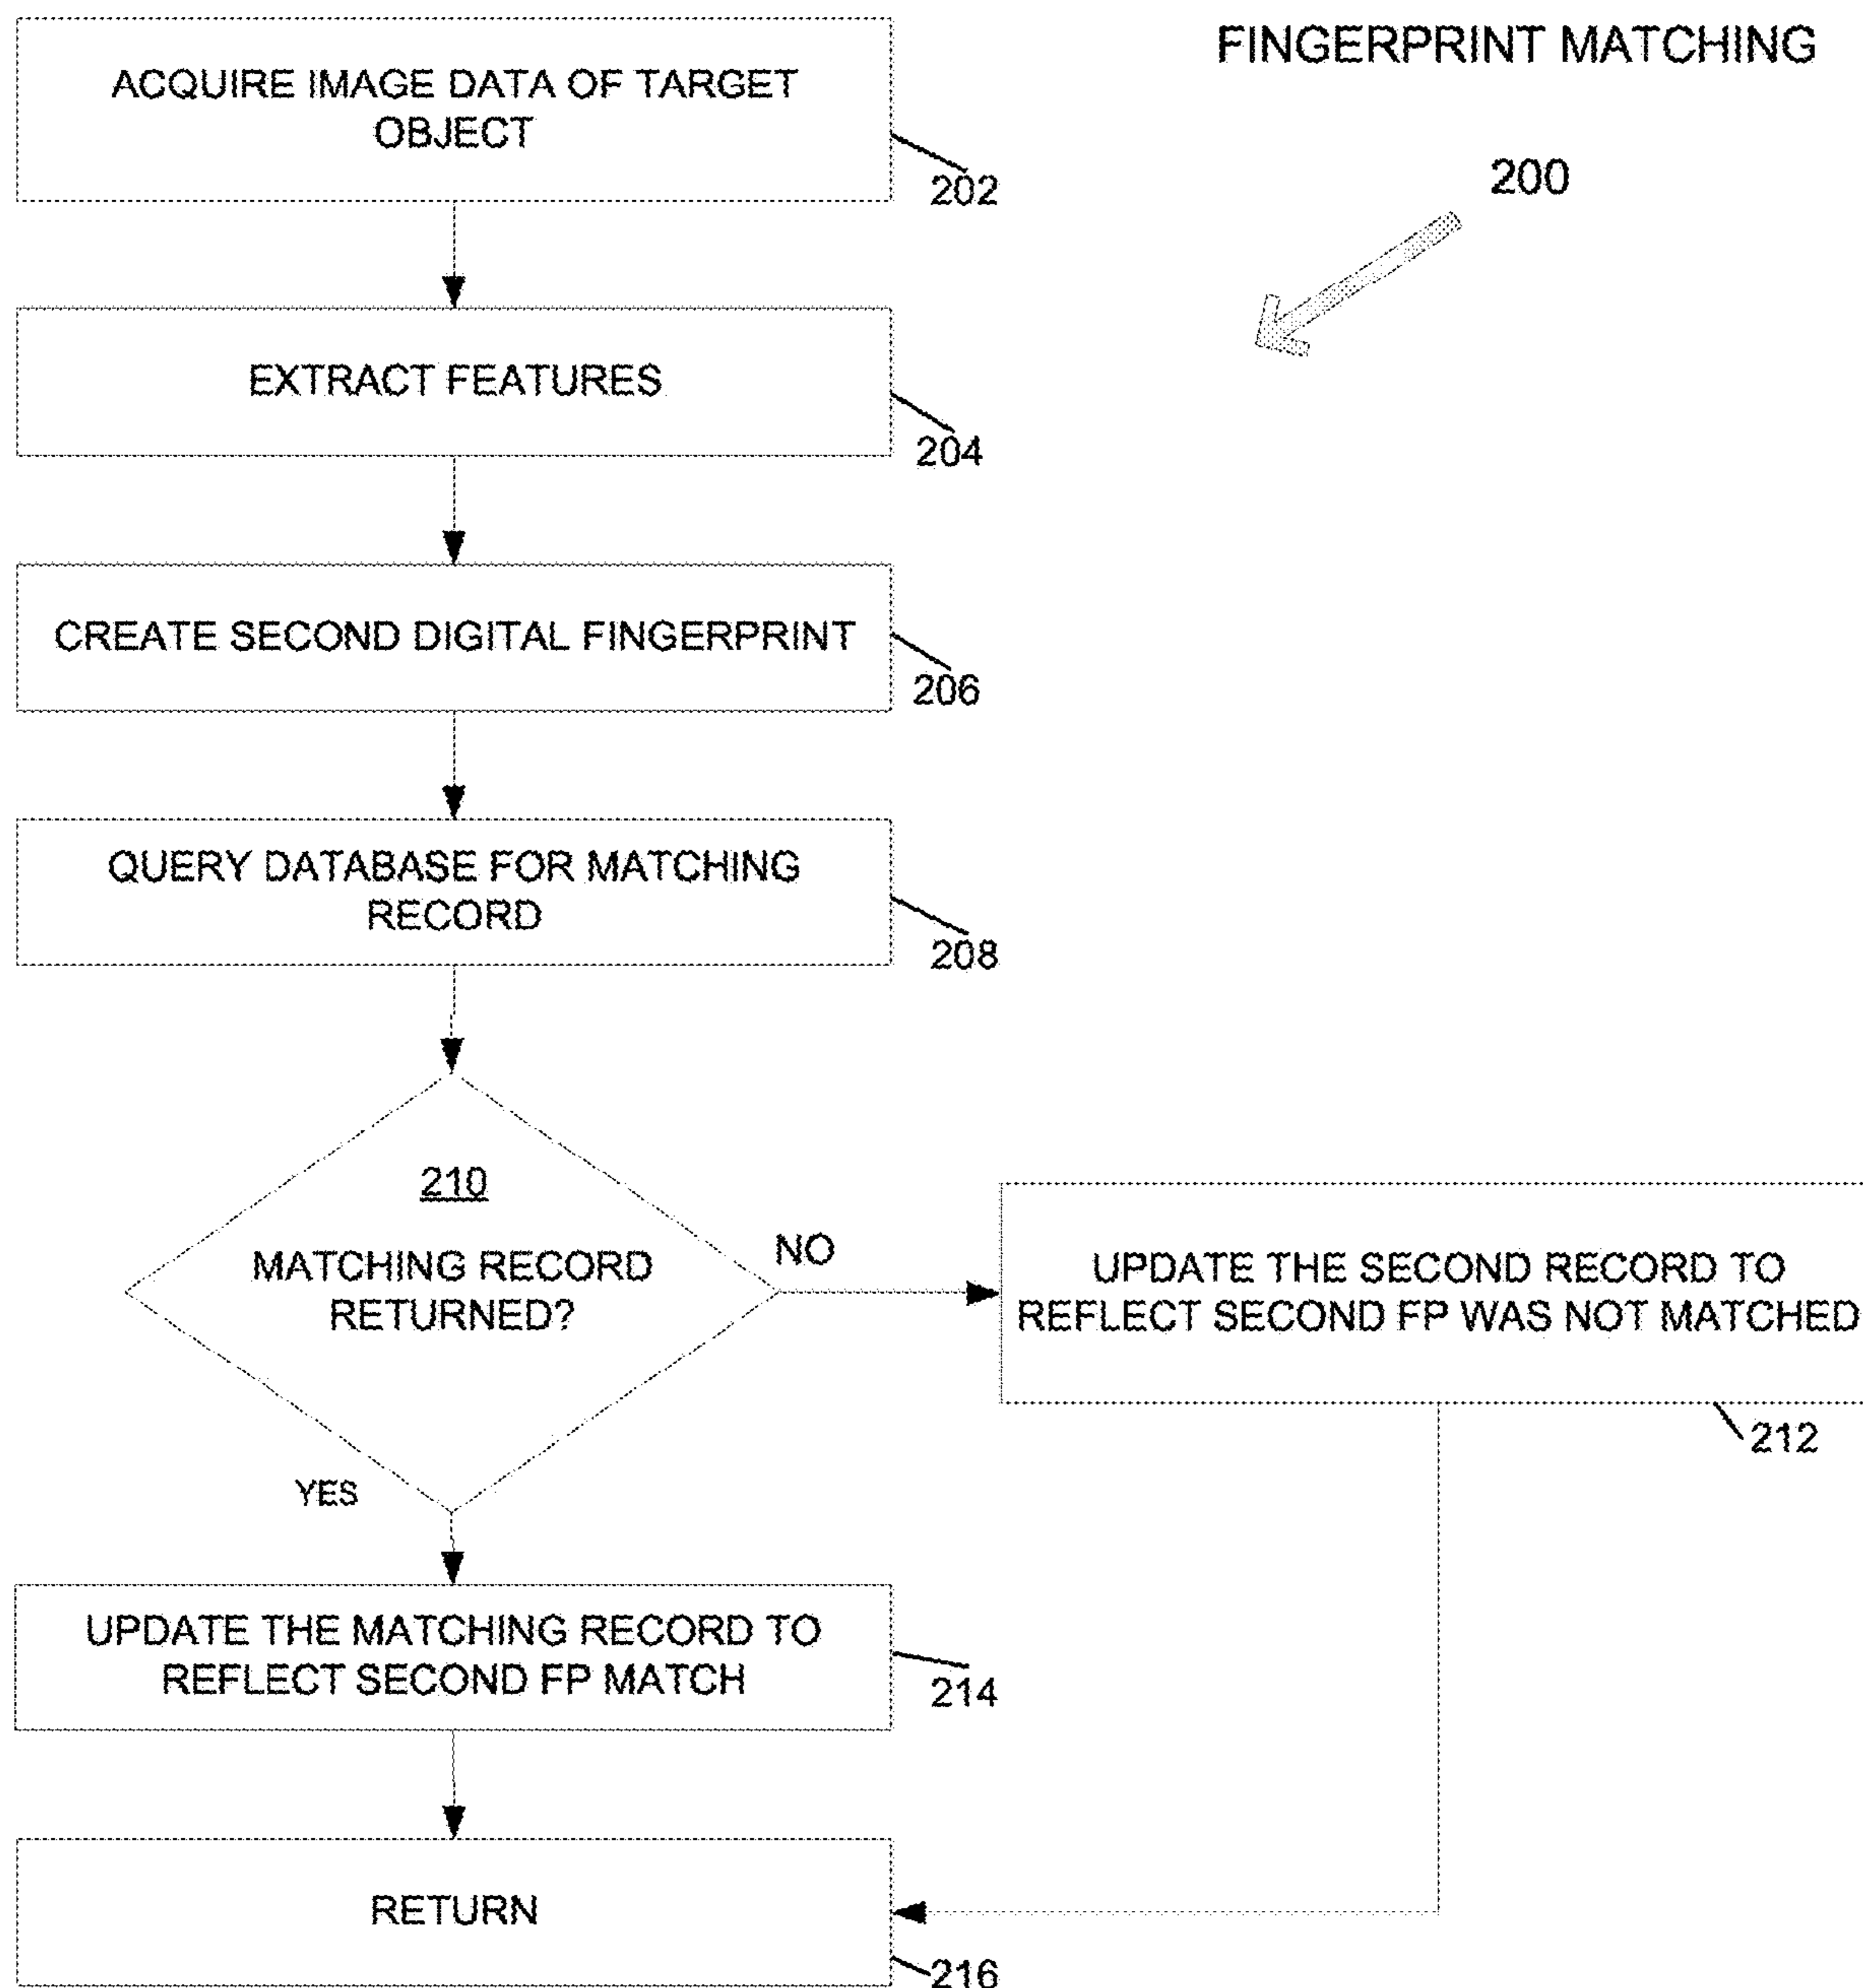 FINGERPRINT MATCHING
200
ACQUIRE IMAGE DATA OF TARGET
OBJECT
202
EXTRACT FEATURES
204
CREATE SECOND DIGITAL FINGERPRINT
206
QUERY DATABASE FOR MATCHING
RECORD
208
210
MATCHING RECORD
RETURNED?
NO
UPDATE THE SECOND RECORD TO
REFLECT SECOND FP WAS NOT MATCHED
212
YES
UPDATE THE MATCHING RECORD TO
REFLECT SECOND FP MATCH
214
RETURN
216